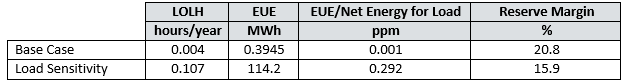 LOLH EUE EUE/Net Energy for Load Reserve Margin
hours/year MWh ppm %
Base Case 0.004 0.3945 0.001 20.8
Load Sensitivity 0.107 114.2 0.292 15.9